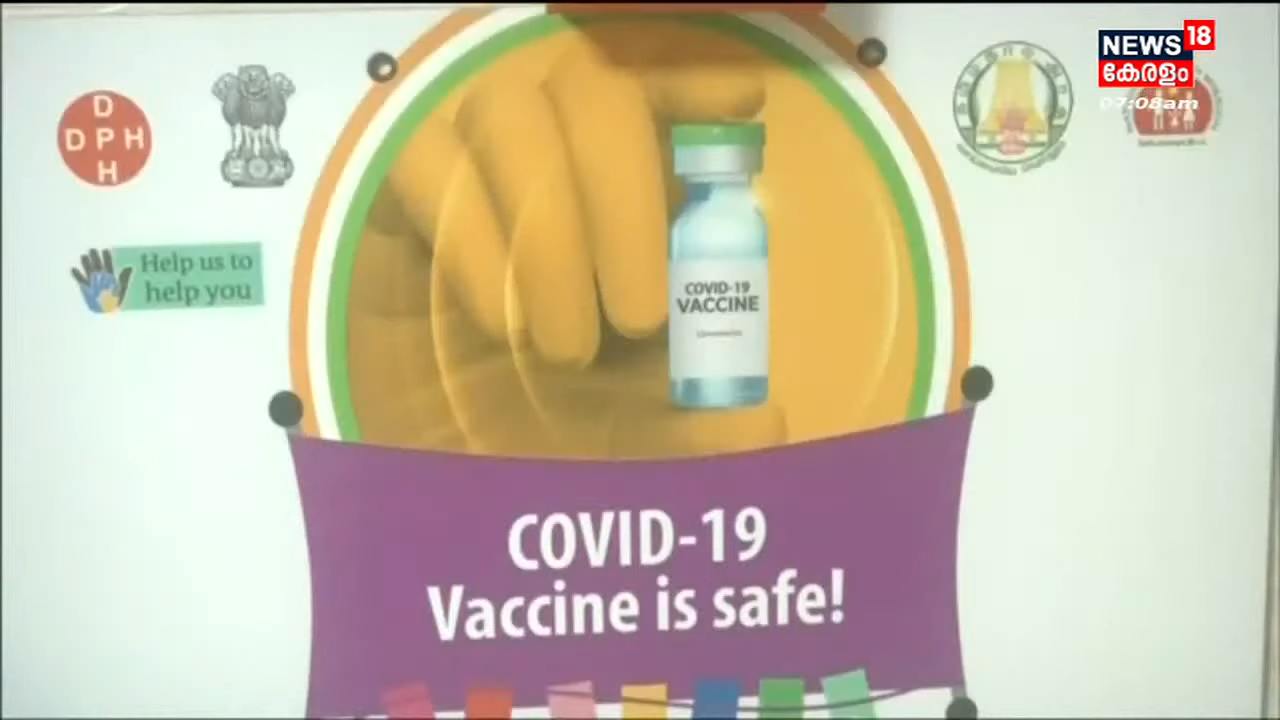 NEWS 18
കേരളം
07:08am
D
D P H
H
Help us to
help you
COVID-19
VACCINE
COVID-19
Vaccine is safe!